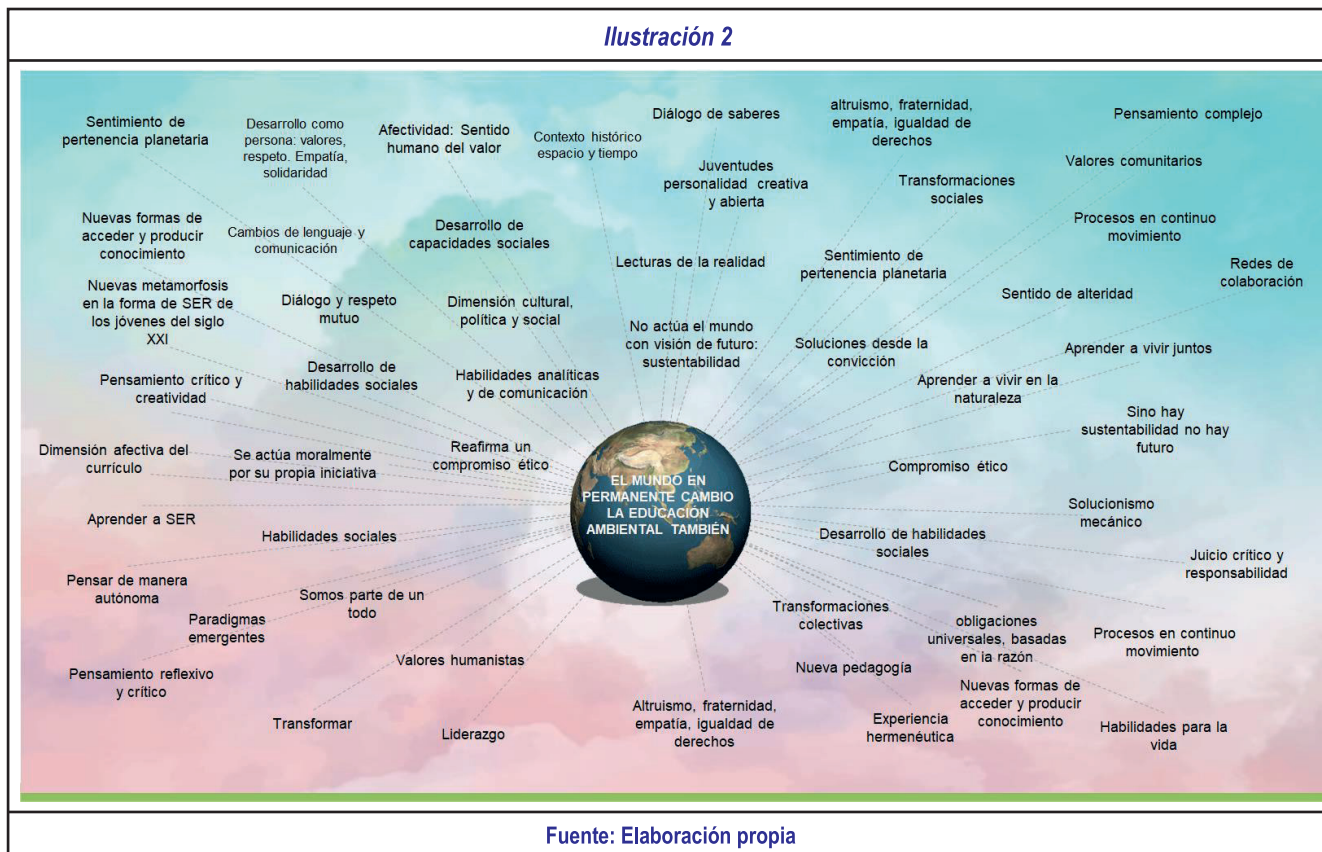 Ilustración 2
Sentimiento de
pertenencia planetaria
Desarrollo como
persona: valores,
respeto. Empatía,
solidaridad
Afectividad: Sentido
humano del valor
Contexto histórico
espacio y tiempo
Diálogo de saberes
altruismo, fraternidad,
empatía, igualdad de
derechos
Pensamiento complejo
Juventudes
personalidad creativa
y abierta
Transformaciones
sociales
Valores comunitarios
Nuevas formas de
acceder y producir
conocimiento
Cambios de lenguaje y
comunicación
Desarrollo de
capacidades sociales
Lecturas de la realidad
Sentimiento de
pertenencia planetaria
Procesos en continuo
movimiento
Redes de
colaboración
Nuevas metamorfosis
en la forma de SER de
los jóvenes del siglo
XXI
Diálogo y respeto
mutuo
Dimensión cultural,
política y social
No actúa el mundo
con visión de futuro:
sustentabilidad
Soluciones desde la
convicción
Sentido de alteridad
Aprender a vivir juntos
Pensamiento crítico y
creatividad
Desarrollo de
habilidades sociales
Habilidades analíticas
y de comunicación
Aprender a vivir en la
naturaleza
Sino hay
sustentabilidad no hay
futuro
Dimensión afectiva del
currículo
Se actúa moralmente
por su propia iniciativa
Reafirma un
compromiso ético
EL MUNDO EN
PERMANENTE CAMBIO
LA EDUCACIÓN
AMBIENTAL TAMBIÉN
Compromiso ético
Solucionismo
mecánico
Aprender a SER
Habilidades sociales
Desarrollo de habilidades
sociales
Juicio crítico y
responsabilidad
Pensar de manera
autónoma
Paradigmas
emergentes
Somos parte de un
todo
Transformaciones
colectivas
obligaciones
universales, basadas
en la razón
Procesos en continuo
movimiento
Pensamiento reflexivo
y crítico
Valores humanistas
Nueva pedagogía
Nuevas formas de
acceder y producir
conocimiento
Transformar
Liderazgo
Altruismo, fraternidad,
empatía, igualdad de
derechos
Experiencia
hermenéutica
Habilidades para la
vida
Fuente: Elaboración propia